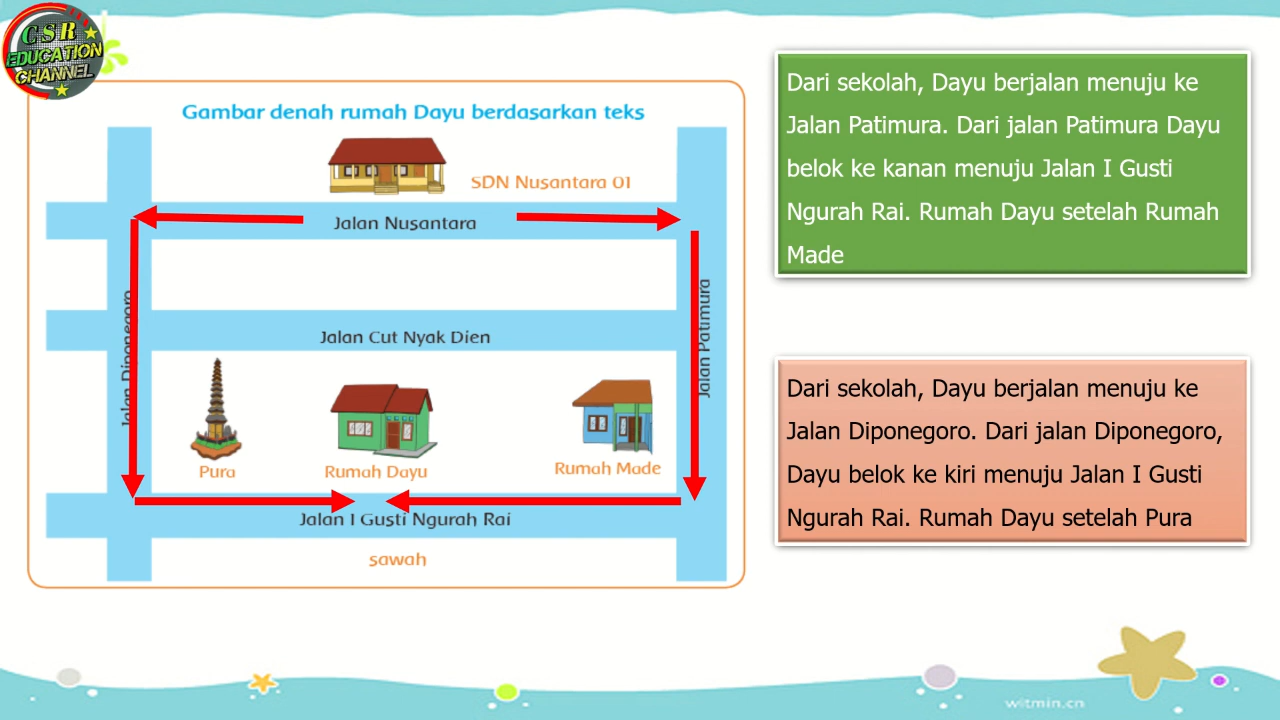 CSR
EDUCATION
CHANNEL
Gambar denah rumah Dayu berdasarkan teks
SDN Nusantara 01
Jalan Nusantara
Jalan Diponegoro
Jalan Patimura
Jalan Cut Nyak Dien
Pura
Rumah Dayu
Rumah Made
Jalan I Gusti Ngurah Rai
sawah
Dari sekolah, Dayu berjalan menuju ke
Jalan Patimura. Dari jalan Patimura Dayu
belok ke kanan menuju Jalan I Gusti
Ngurah Rai. Rumah Dayu setelah Rumah
Made
Dari sekolah, Dayu berjalan menuju ke
Jalan Diponegoro. Dari jalan Diponegoro,
Dayu belok ke kiri menuju Jalan I Gusti
Ngurah Rai. Rumah Dayu setelah Pura
witmin.cn